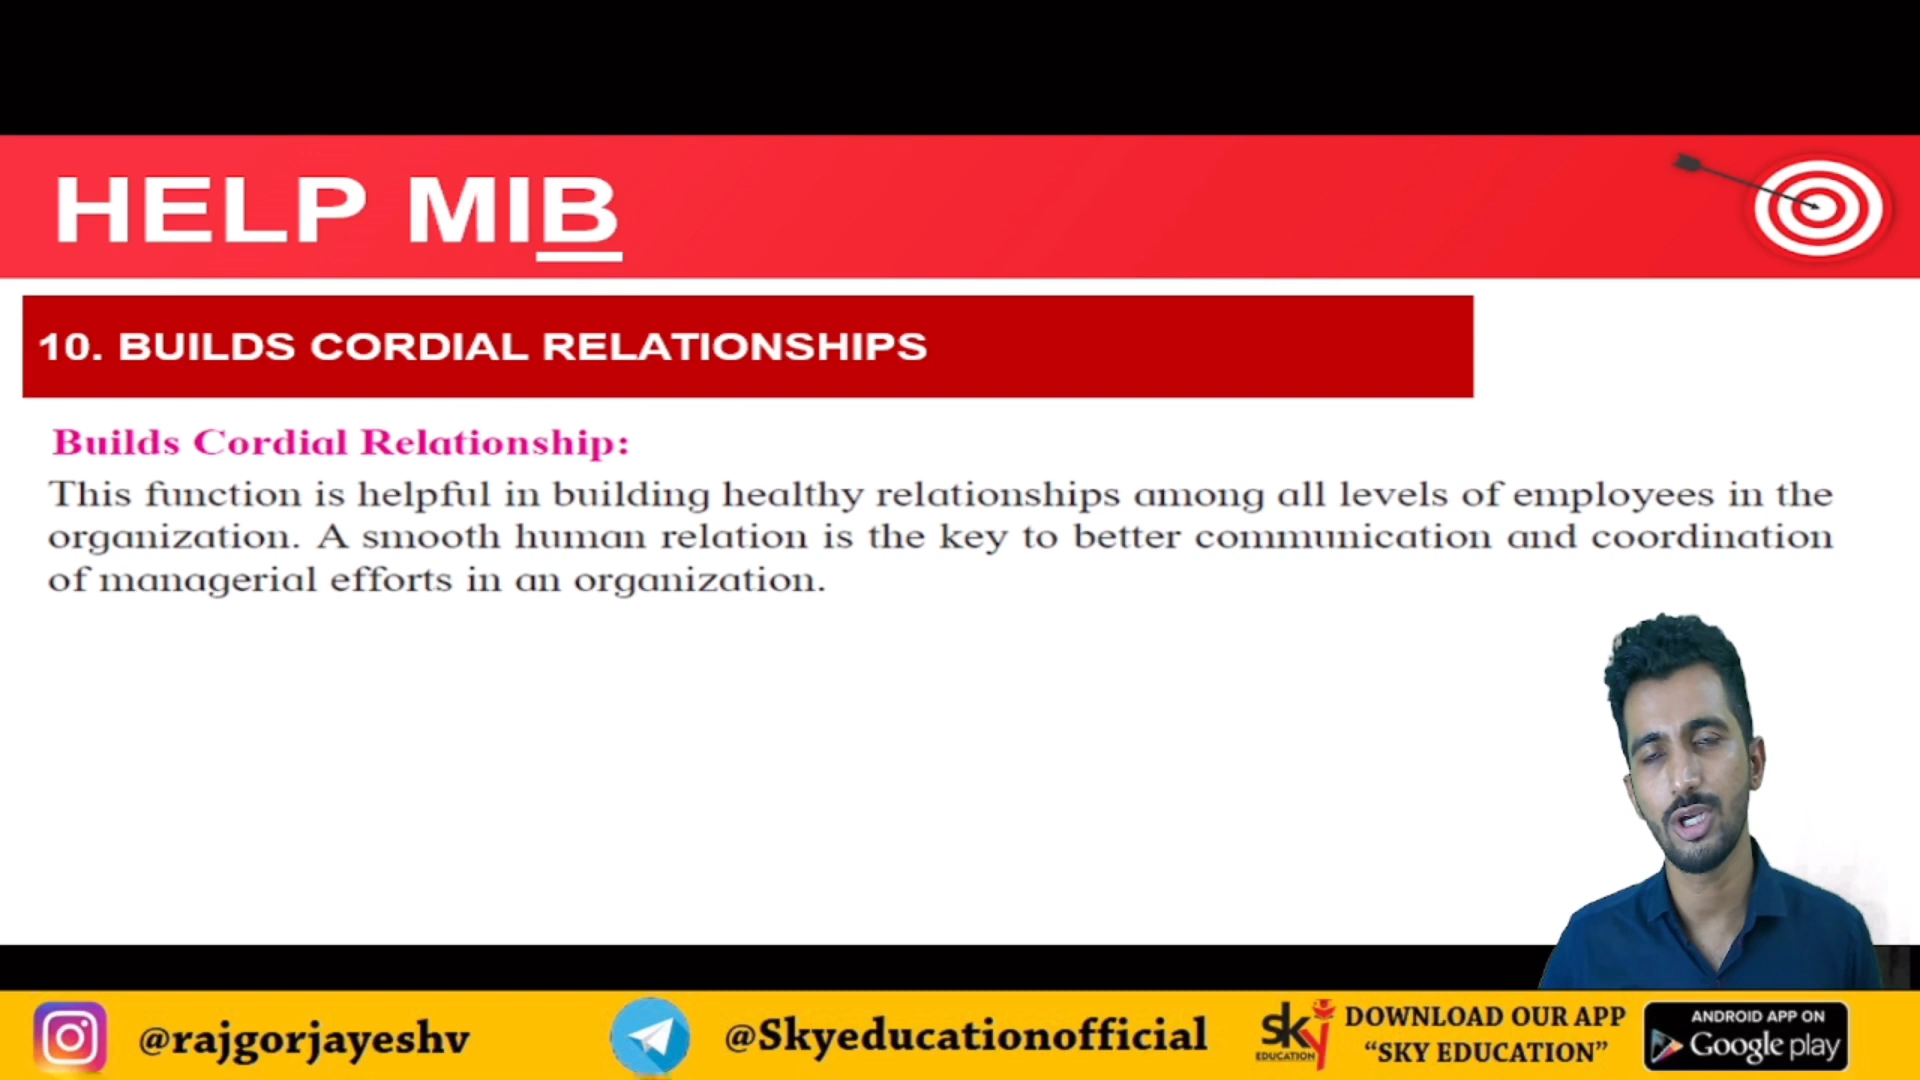 HELP MIB
10. BUILDS CORDIAL RELATIONSHIPS
Builds Cordial Relationship:
This function is helpful in building healthy relationships among all levels of employees in the
organization. A smooth human relation is the key to better communication and coordination
of managerial efforts in an organization.
@rajgorjayeshv
@Skyeducationofficial
sky
EDUCATION
DOWNLOAD OUR APP
“SKY EDUCATION”
ANDROID APP ON
Google play